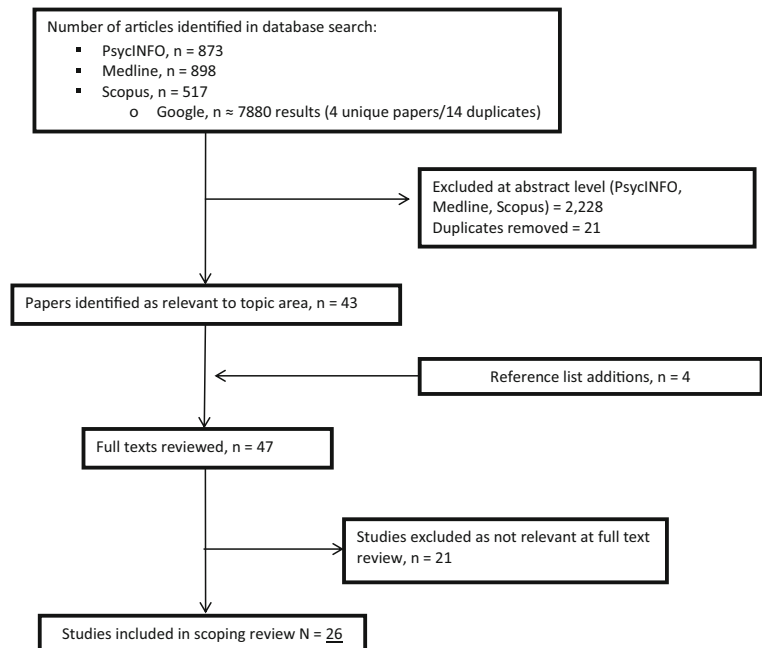 Number of articles identified in database search:
▪ PsycINFO, n = 873
▪ Medline, n = 898
▪ Scopus, n = 517
o Google, n ≈ 7880 results (4 unique papers/14 duplicates)
Excluded at abstract level (PsycINFO,
Medline, Scopus) = 2,228
Duplicates removed = 21
Papers identified as relevant to topic area, n = 43
Reference list additions, n = 4
Full texts reviewed, n = 47
Studies excluded as not relevant at full text
review, n = 21
Studies included in scoping review N = 26